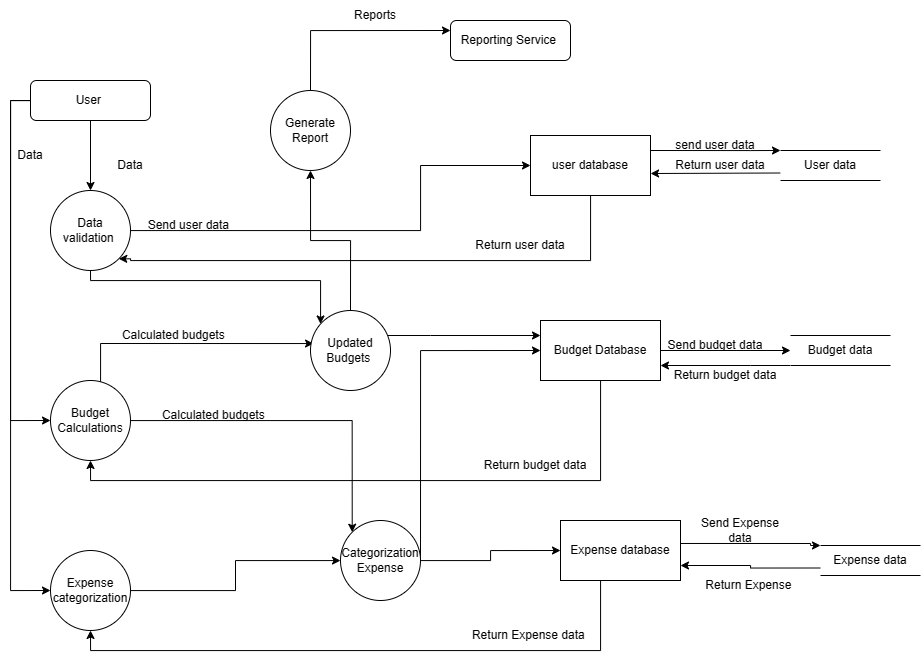 Reports
Reporting Service
User
Generate
Report
Data
Data
send user data
user database
Return user data
User data
Data
validation
Send user data
Return user data
Calculated budgets
Updated
Budgets
Budget Database
Send budget data
Budget data
Return budget data
Budget
Calculations
Calculated budgets
Return budget data
Send Expense
data
Categorization
Expense
Expense database
Expense data
Return Expense
Expense
categorization
Return Expense data